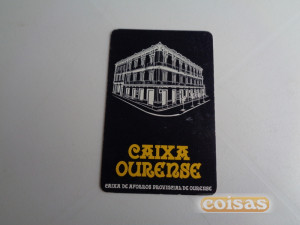 CAIXA
OURENSE
CAIXA DE AFORROS PROVINCIAL DE OURENSE
coisas